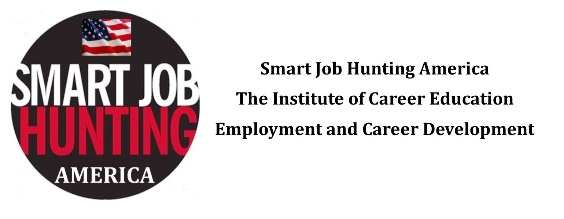 SMART JOB
HUNTING
AMERICA
Smart Job Hunting America
The Institute of Career Education
Employment and Career Development